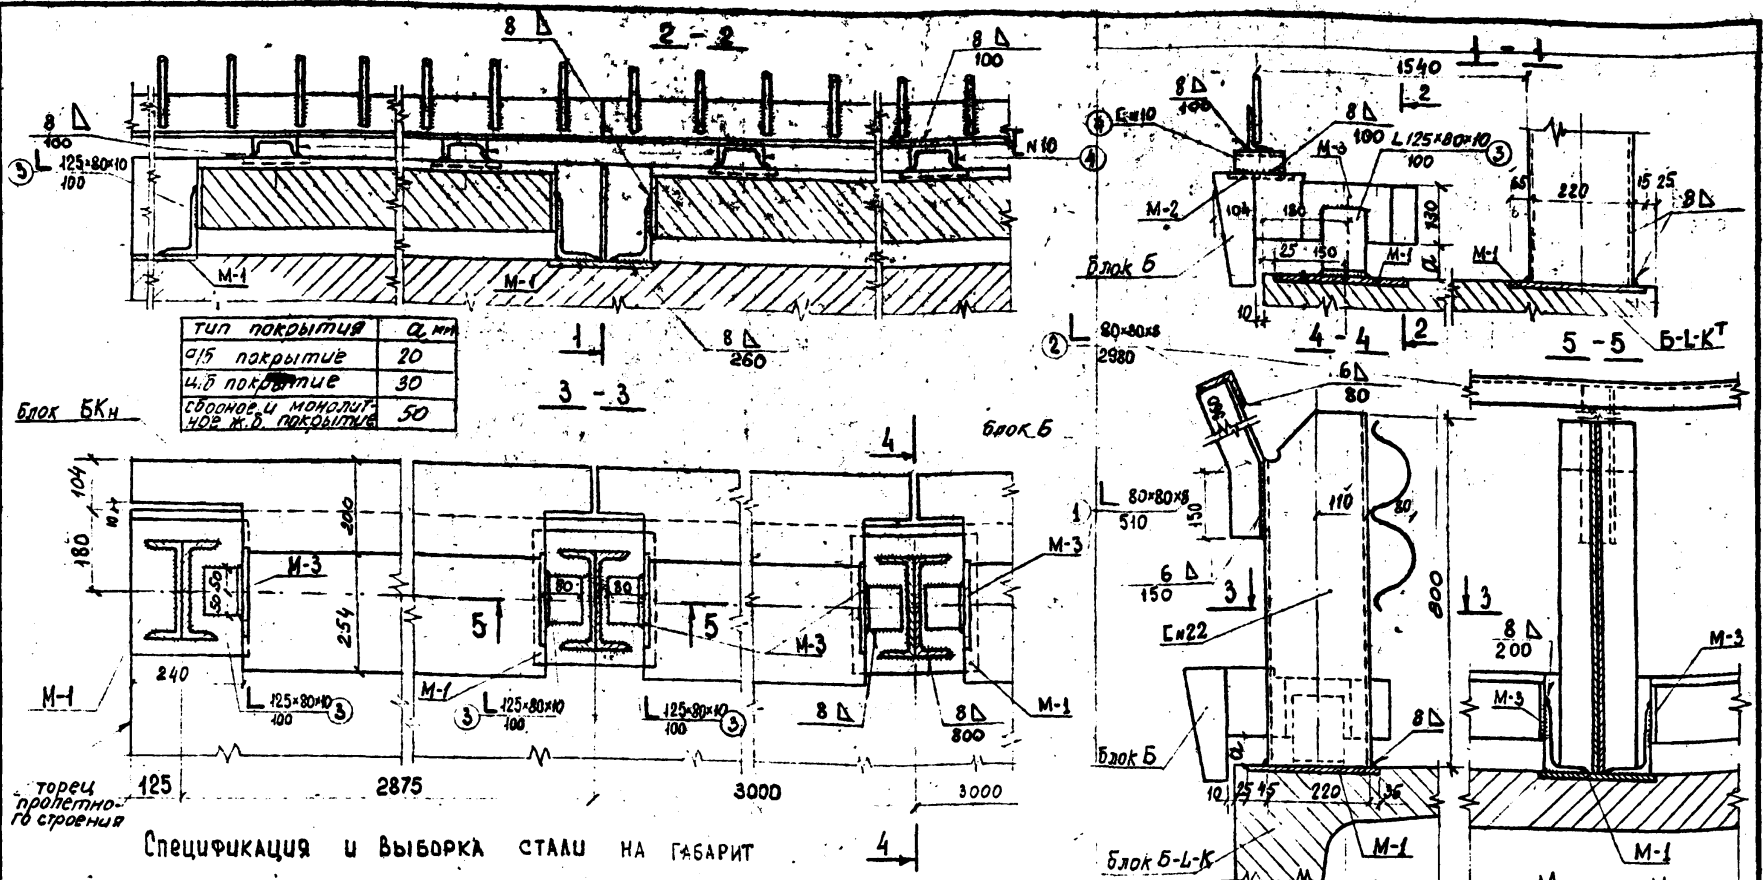 2 - 2
8
8
100
8
100
3
125×80×10
100
N10
4
М-1
М-1
8
260
1
тип покрытия а мм
а/б покрытие 20
ц.б покрытие 30
сборное и монолит-
ное ж.б. покрытие 50
3 - 3
Блок БКн
4
блок Б
104
10
180
200
М-3
50 50
254
80
80
5
5
М-3
М-3
240
М-1
125×80×10
100
3
М-1
3
125×80×10
100
125×80×10
100
3
8
8
800
М-1
торец
пролетно-
го строения
125
2875
3000
3000
4
Спецификация и выборка стали на габарит
1 - 1
1540
2
8
100
8
100
М-3
L 125×80×10
100
3
65
220
15
25
8
М-2
104
180
130
блок Б
25
150
М-1
а
М-1
10
4 - 4
2
5 - 5
Б-L-Кᵀ
2
80×80×8
2980
6
80
1
80×80×8
510
150
110
80
800
6
150
3
3
[ N22
8
200
М-3
М-3
8
блок Б
а
10
25
45
220
35
М-1
М-1
блок Б-L-К